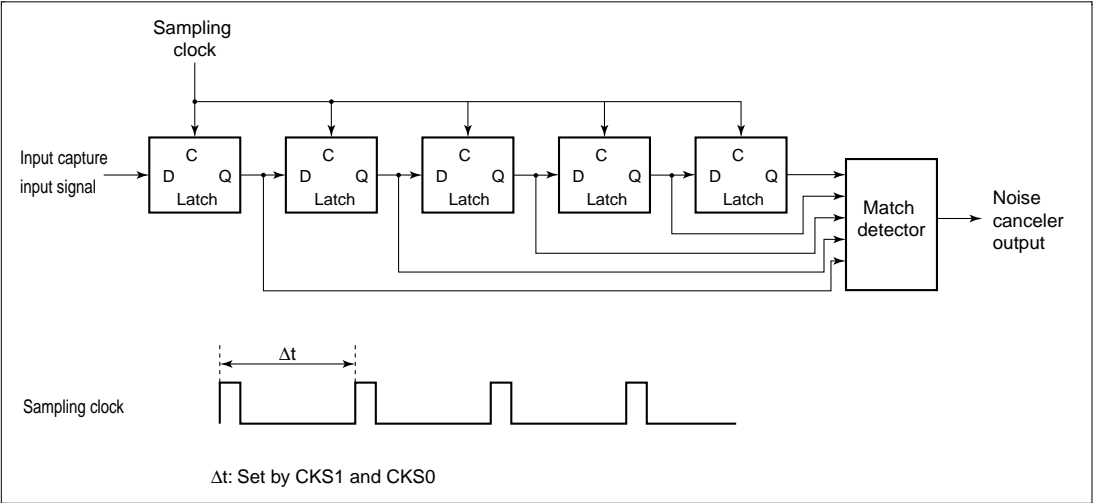 Sampling
clock
C
C
C
C
C
Input capture
input signal
D Q
D Q
D Q
D Q
D Q
Latch
Latch
Latch
Latch
Latch
Match
detector
Noise
canceler
output
Δt
Sampling clock
Δt: Set by CKS1 and CKS0